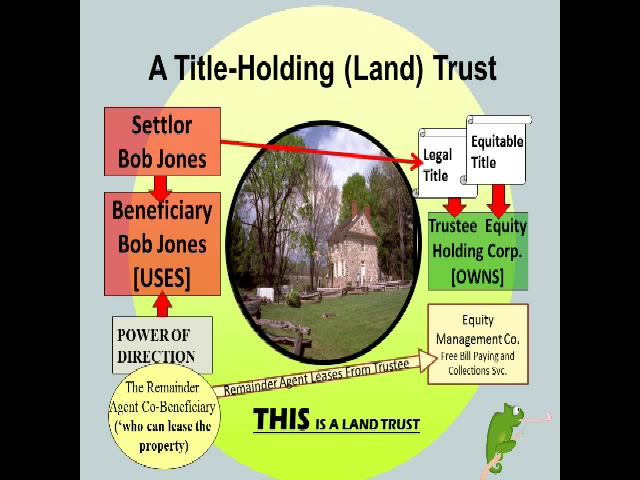 A Title-Holding (Land) Trust
Settlor
Bob Jones
Legal
Title
Equitable
Title
Beneficiary
Bob Jones
[USES]
Trustee Equity
Holding Corp.
[OWNS]
POWER OF
DIRECTION
Equity
Management Co.
Free Bill Paying and
Collections Svc.
The Remainder
Agent Co-Beneficiary
(‘who can lease the
property)
Remainder Agent Leases From Trustee
THIS IS A LAND TRUST